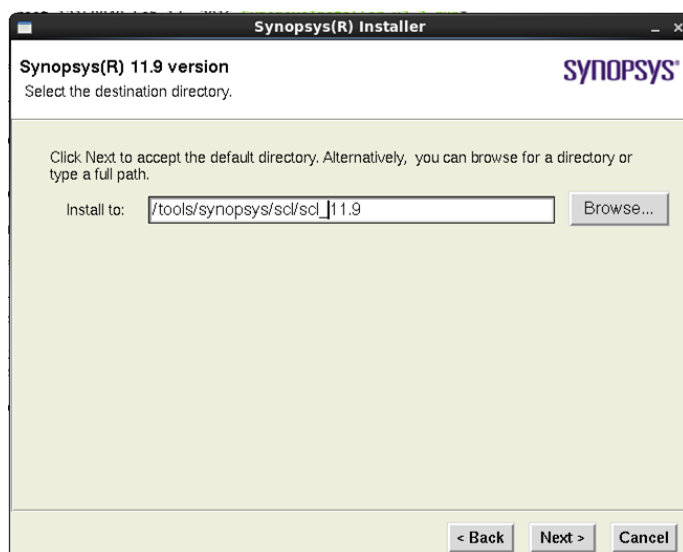 Synopsys(R) Installer
Synopsys(R) 11.9 version
SYNOPSYS®
Select the destination directory.
Click Next to accept the default directory. Alternatively, you can browse for a directory or
type a full path.
Install to: /tools/synopsys/scl/scl_11.9 Browse...
< Back Next > Cancel